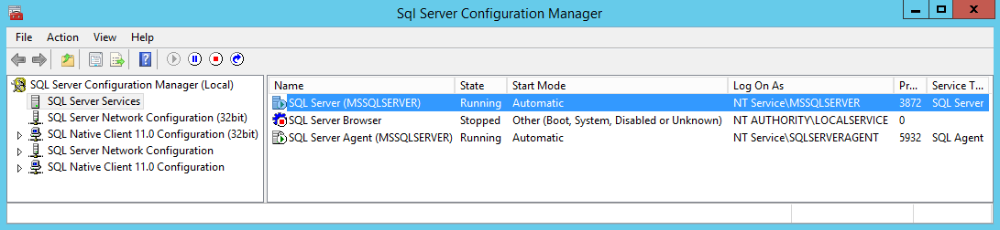 Sql Server Configuration Manager
File Action View Help
SQL Server Configuration Manager (Local)
SQL Server Services
SQL Server Network Configuration (32bit)
SQL Native Client 11.0 Configuration (32bit)
SQL Server Network Configuration
SQL Native Client 11.0 Configuration
Name State Start Mode Log On As Pr... Service T...
SQL Server (MSSQLSERVER) Running Automatic NT Service\MSSQLSERVER 3872 SQL Server
SQL Server Browser Stopped Other (Boot, System, Disabled or Unknown) NT AUTHORITY\LOCALSERVICE 0
SQL Server Agent (MSSQLSERVER) Running Automatic NT Service\SQLSERVERAGENT 5932 SQL Agent